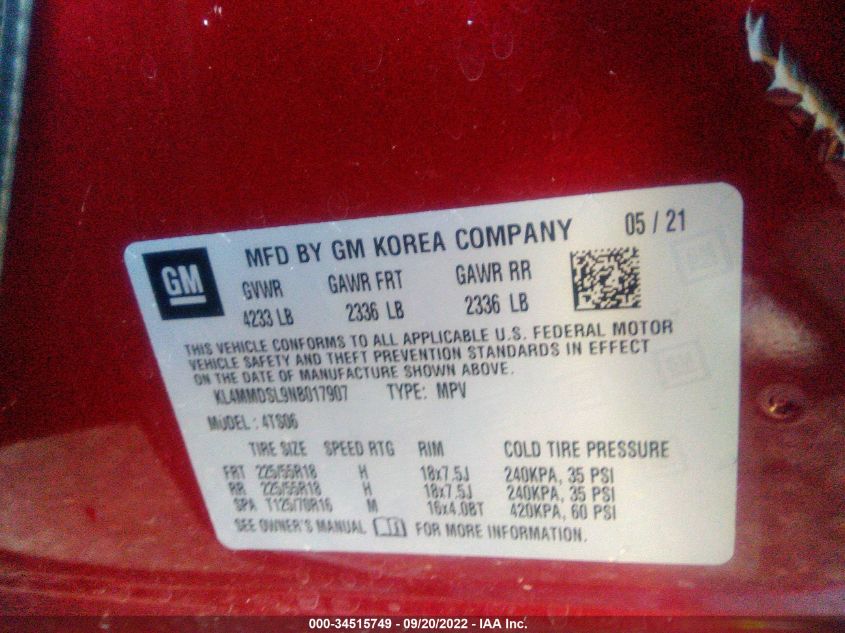 GM
MFD BY GM KOREA COMPANY 05 / 21
GVWR GAWR FRT GAWR RR
4233 LB 2336 LB 2336 LB
THIS VEHICLE CONFORMS TO ALL APPLICABLE U.S. FEDERAL MOTOR
VEHICLE SAFETY AND THEFT PREVENTION STANDARDS IN EFFECT
ON THE DATE OF MANUFACTURE SHOWN ABOVE.
KL4MMDSL9NB017907 TYPE: MPV
MODEL : 4TS06
TIRE SIZE SPEED RTG RIM COLD TIRE PRESSURE
FRT 225/55R18 H 18x7.5J 240KPA, 35 PSI
RR 225/55R18 H 18x7.5J 240KPA, 35 PSI
SPA T125/70R16 M 16x4.0BT 420KPA, 60 PSI
SEE OWNER'S MANUAL FOR MORE INFORMATION.
000-34515749 - 09/20/2022 - IAA Inc.